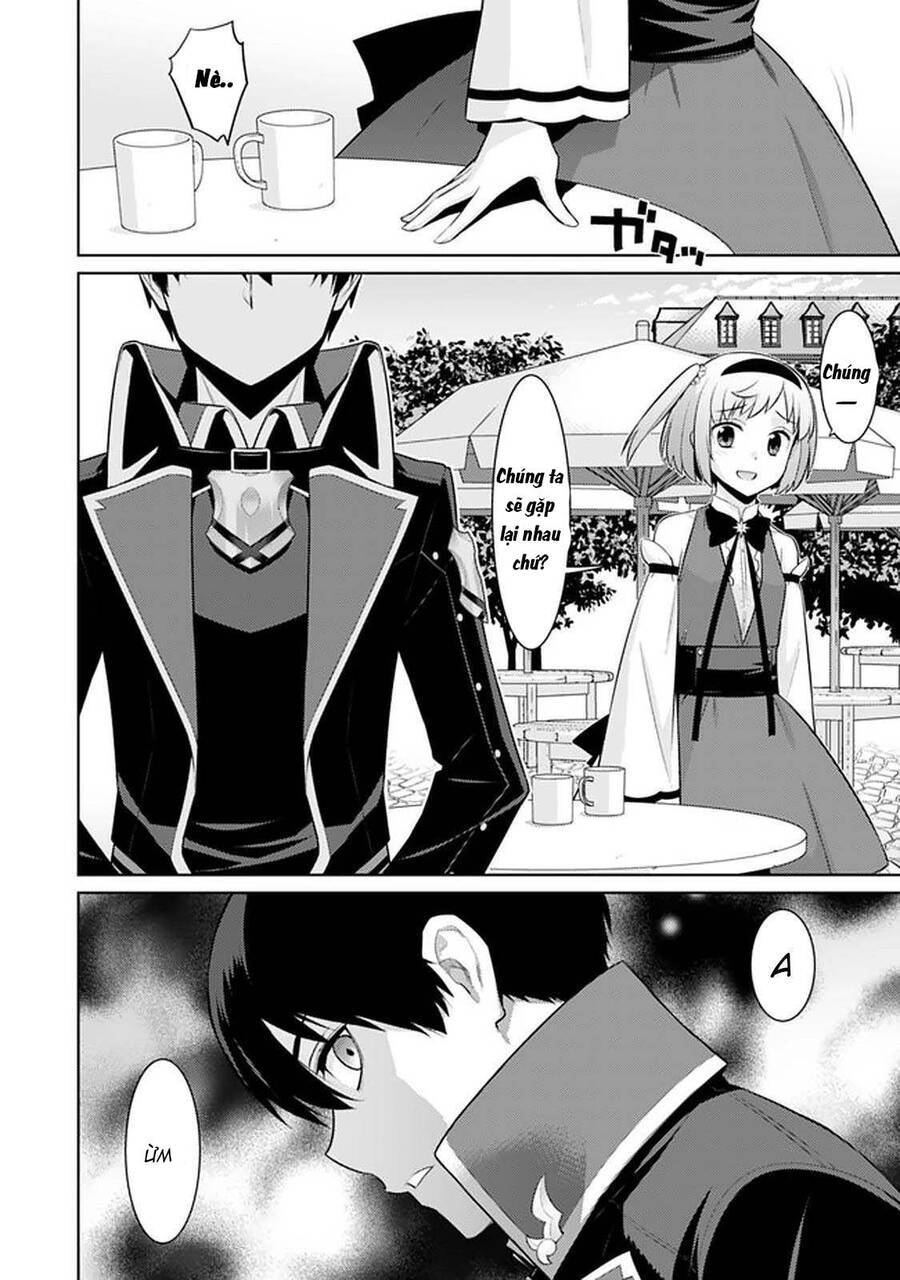 Nè..
ガタッ
Chúng
—
Chúng ta
sẽ gặp
lại nhau
chứ?
A
ỪM